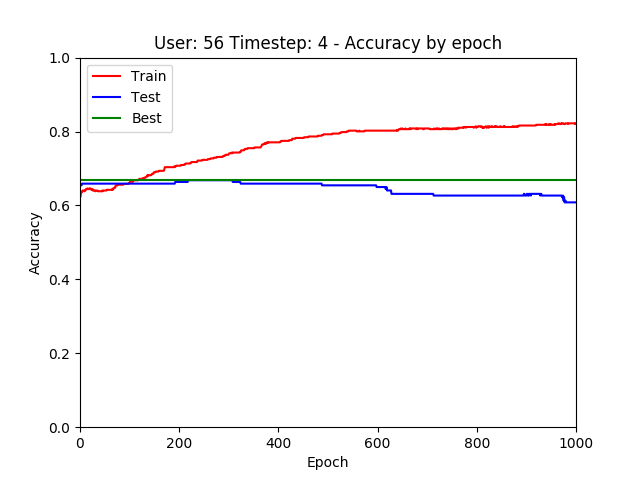 User: 56 Timestep: 4 - Accuracy by epoch
Train
Test
Best
Accuracy
1.0
0.8
0.6
0.4
0.2
0.0
0 200 400 600 800 1000
Epoch